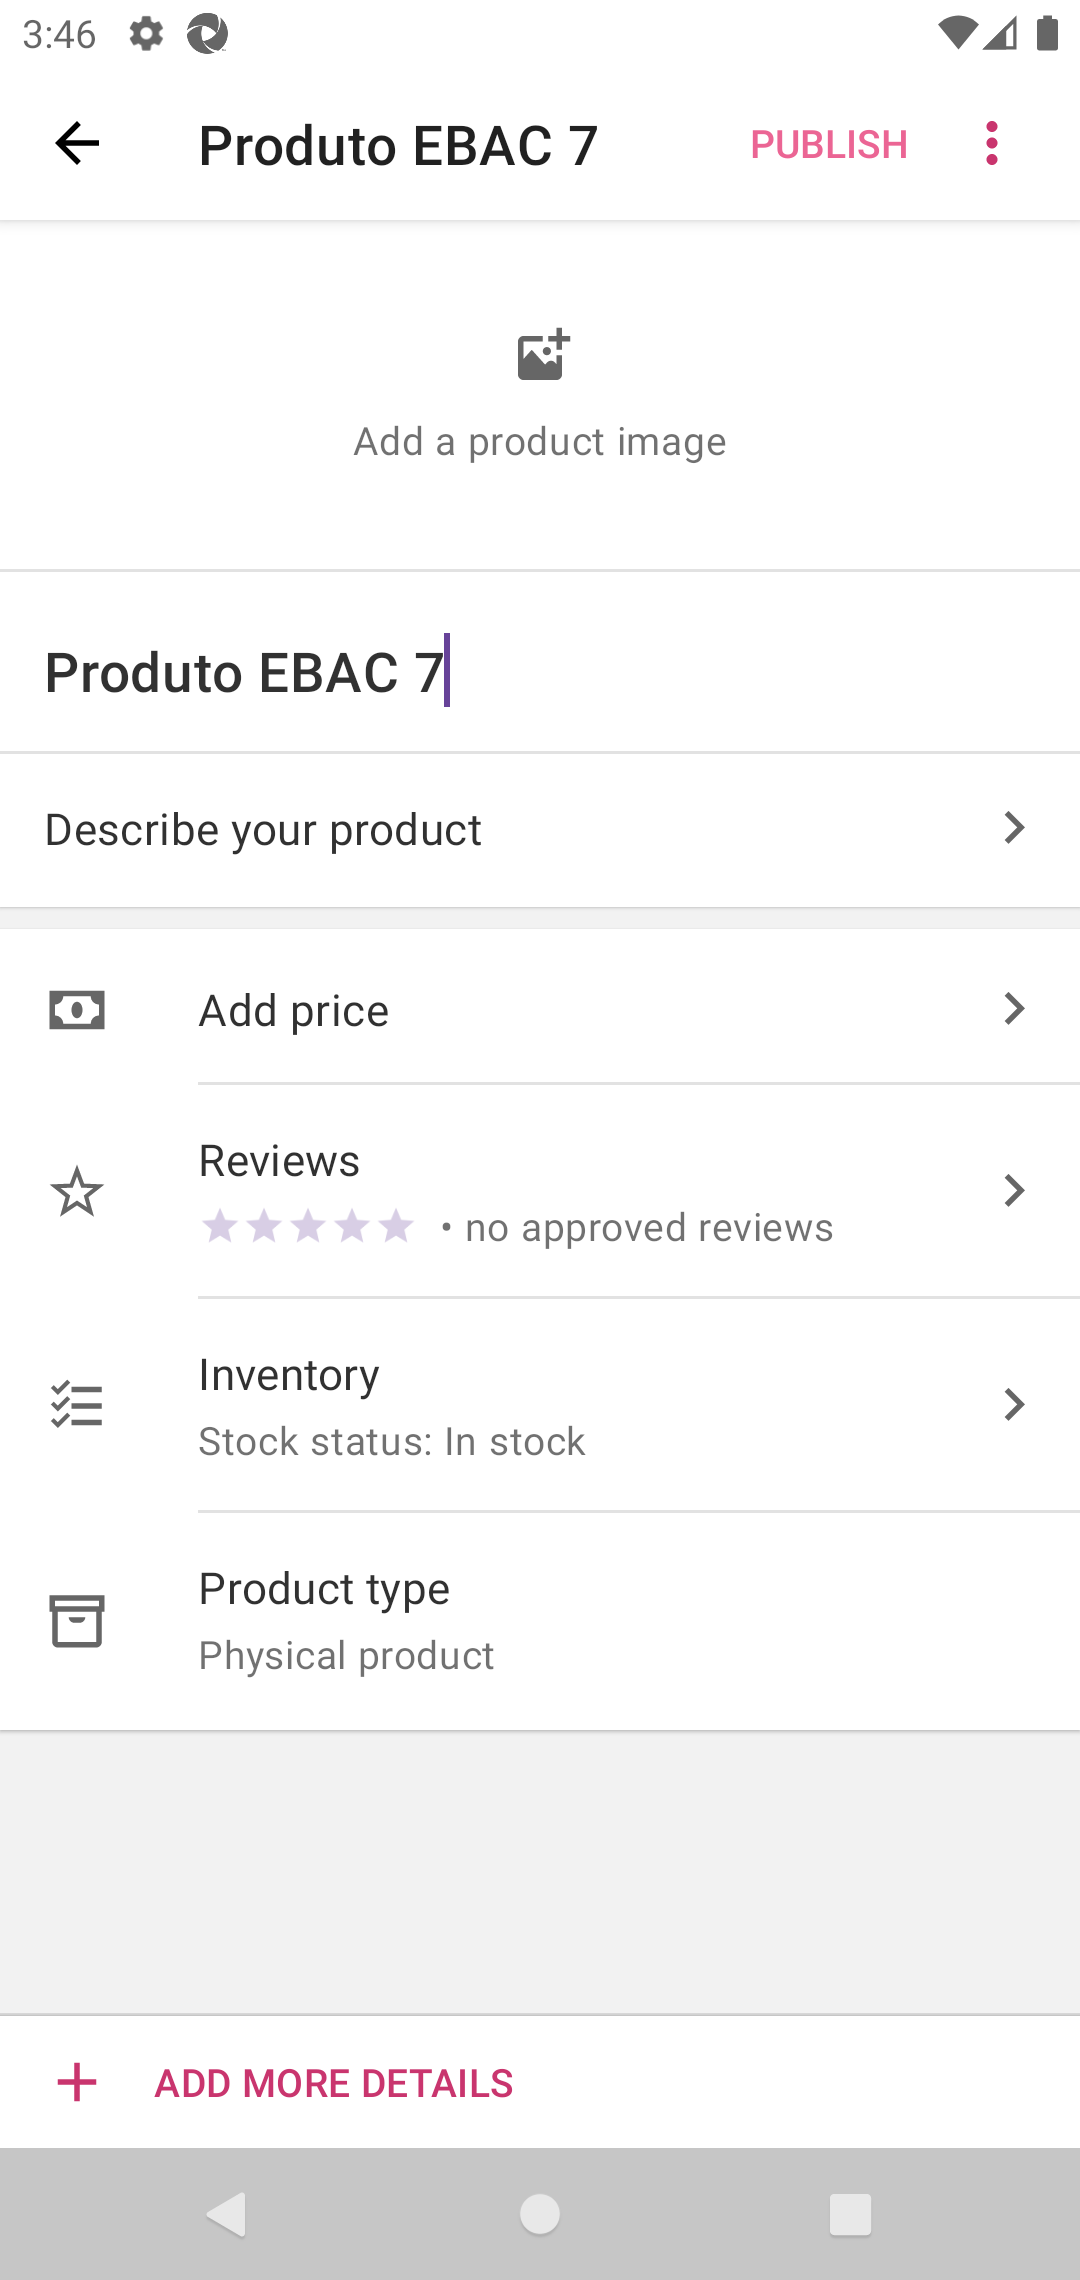 3:46
Produto EBAC 7
PUBLISH
Add a product image
Produto EBAC 7
Describe your product
Add price
Reviews
• no approved reviews
Inventory
Stock status: In stock
Product type
Physical product
ADD MORE DETAILS